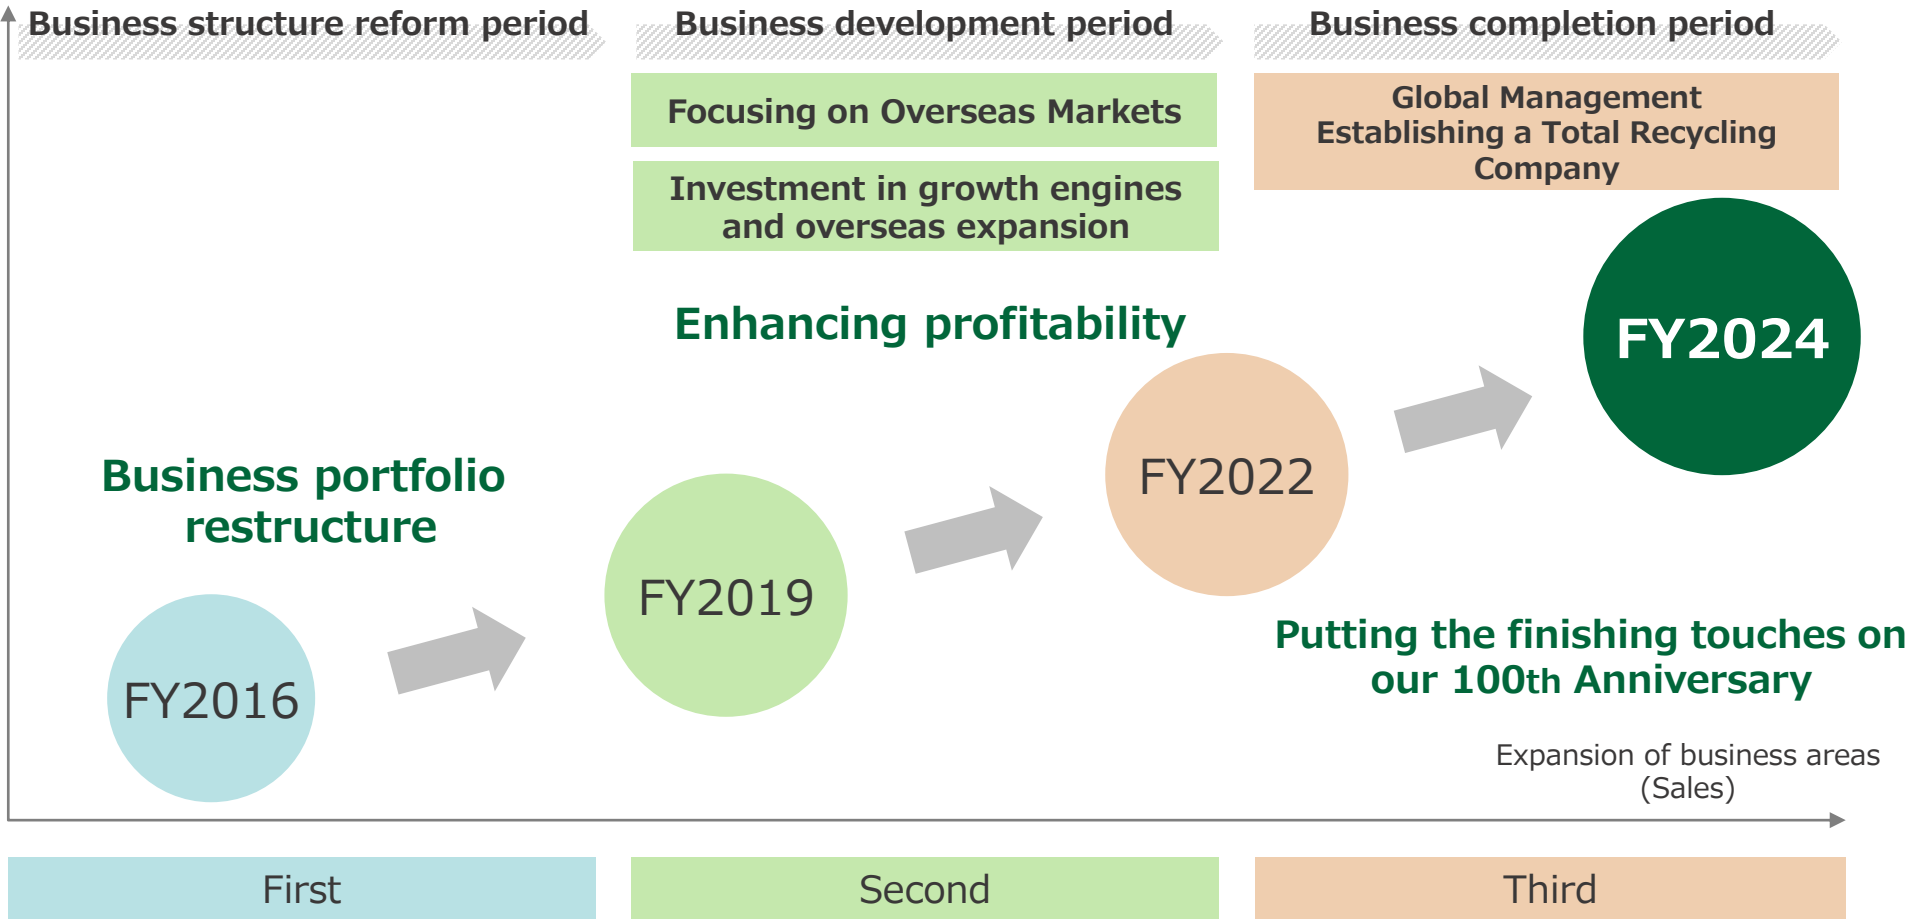 Business structure reform period
Business development period
Business completion period
Focusing on Overseas Markets
Investment in growth engines
and overseas expansion
Global Management
Establishing a Total Recycling
Company
Enhancing profitability
FY2024
Business portfolio
restructure
FY2022
FY2019
FY2016
Putting the finishing touches on
our 100th Anniversary
Expansion of business areas
(Sales)
First
Second
Third